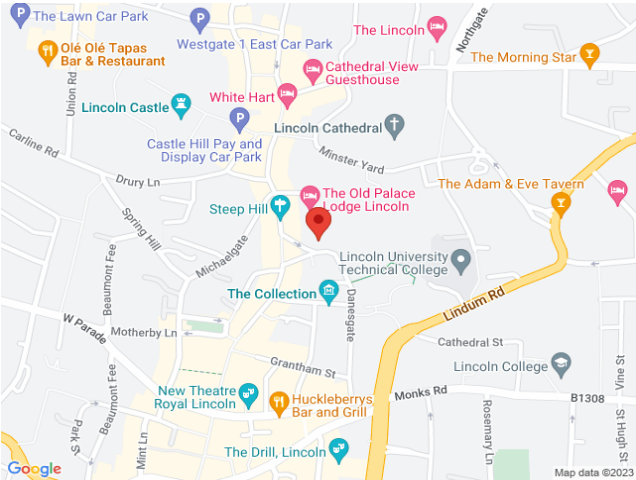 The Lawn Car Park
Westgate 1 East Car Park
The Lincoln
Northgate
Olé Olé Tapas
Bar & Restaurant
The Morning Star
Cathedral View
Guesthouse
Union Rd
White Hart
Lincoln Castle
Lincoln Cathedral
Carline Rd
Castle Hill Pay and
Display Car Park
Minster Yard
Drury Ln
The Adam & Eve Tavern
The Old Palace
Lodge Lincoln
Steep Hill
Spring Hill
Michaelgate
Beaumont Fee
Lincoln University
Technical College
The Collection
Danesgate
Lindum Rd
W Parade
Motherby Ln
Cathedral St
Grantham St
Lincoln College
Vine St
Beaumont Fee
New Theatre
Royal Lincoln
Huckleberrys
Bar and Grill
Monks Rd
B1308
Park St
Mint Ln
Rosemary Ln
St Hugh St
The Drill, Lincoln
Google
Map data ©2023